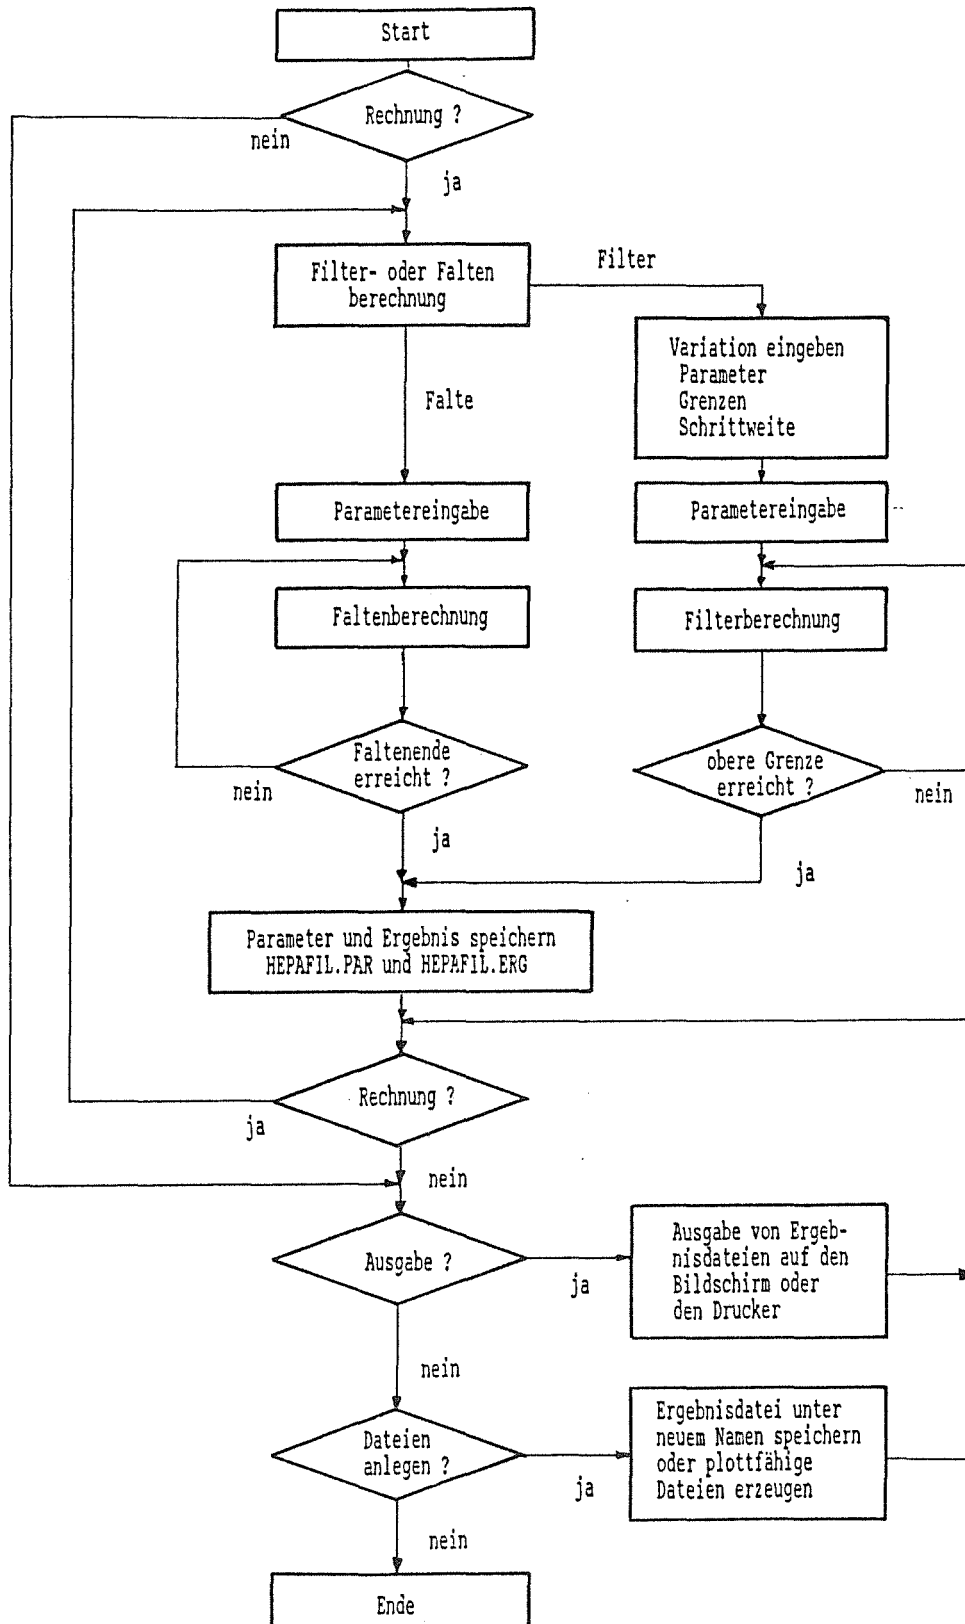 Start
Rechnung ?
nein
ja
Filter- oder Falten
berechnung
Filter
Variation eingeben
Parameter
Grenzen
Schrittweite
Falte
Parametereingabe
Parametereingabe
Faltenberechnung
Filterberechnung
Faltenende
erreicht ?
nein
obere Grenze
erreicht ?
nein
ja
ja
Parameter und Ergebnis speichern
HEPAFIL.PAR und HEPAFIL.ERG
Rechnung ?
ja
nein
Ausgabe ?
ja
Ausgabe von Ergeb-
nisdateien auf den
Bildschirm oder
den Drucker
nein
Dateien
anlegen ?
ja
Ergebnisdatei unter
neuem Namen speichern
oder plottfähige
Dateien erzeugen
nein
Ende